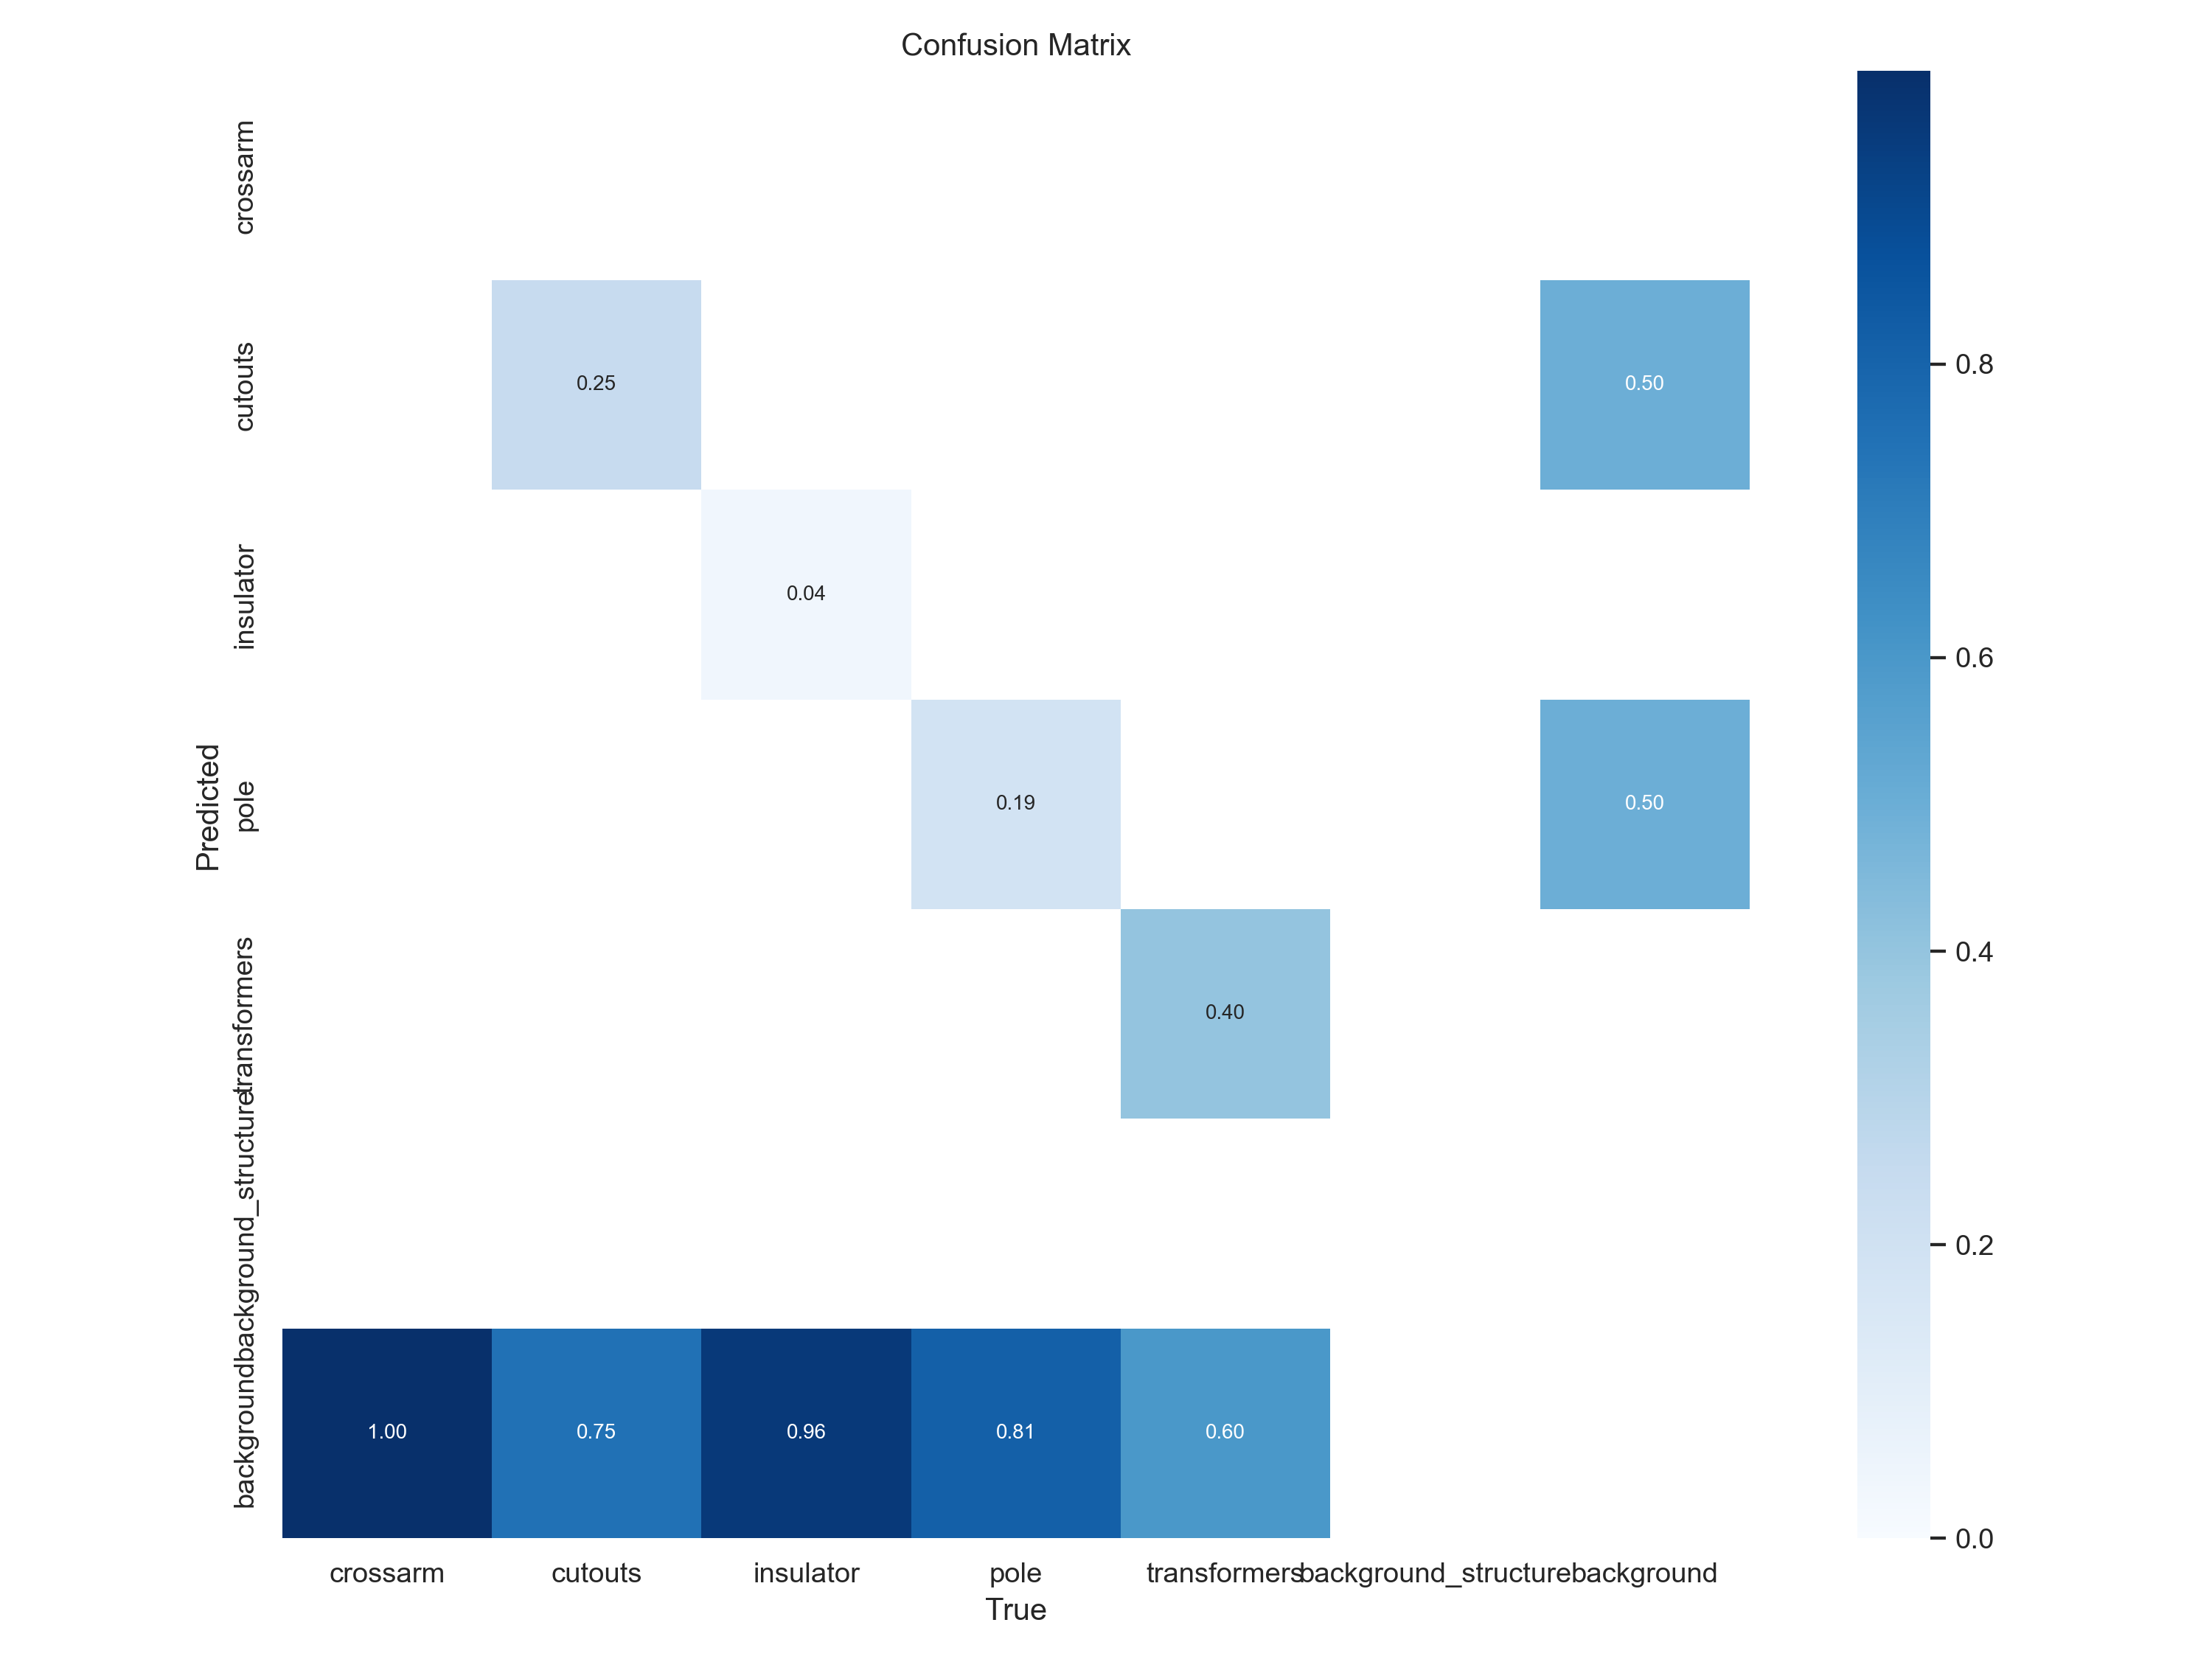 Confusion Matrix
crossarm
cutouts
0.25
0.50
0.8
insulator
0.04
0.6
Predicted
pole
0.19
0.50
0.4
transformers
0.40
background_structure
0.2
background
1.00
0.75
0.96
0.81
0.60
0.0
crossarm cutouts insulator pole transformers background_structure background
True